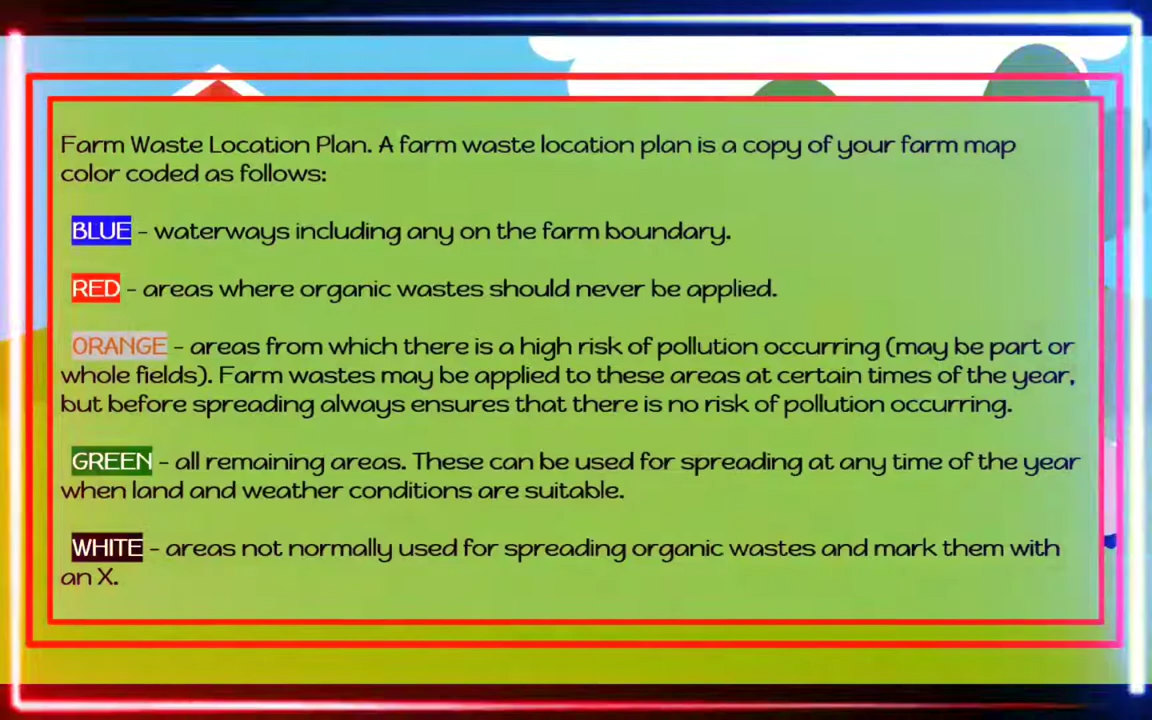 Farm Waste Location Plan. A farm waste location plan is a copy of your farm map
color coded as follows:
BLUE - waterways including any on the farm boundary.
RED - areas where organic wastes should never be applied.
ORANGE - areas from which there is a high risk of pollution occurring (may be part or
whole fields). Farm wastes may be applied to these areas at certain times of the year,
but before spreading always ensures that there is no risk of pollution occurring.
GREEN - all remaining areas. These can be used for spreading at any time of the year
when land and weather conditions are suitable.
WHITE - areas not normally used for spreading organic wastes and mark them with
an X.